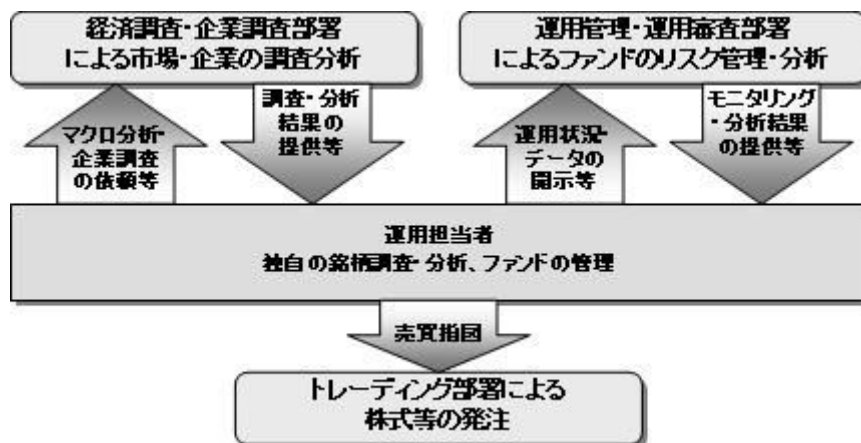 経済調査・企業調査部署
による市場・企業の調査分析
運用管理・運用審査部署
によるファンドのリスク管理・分析
マクロ分析・
企業調査
の依頼等
調査・分析
結果の
提供等
運用状況・
データの
開示等
モニタリング
・分析結果
の提供等
運用担当者
独自の銘柄調査・分析、ファンドの管理
売買指図
トレーディング部署による
株式等の発注